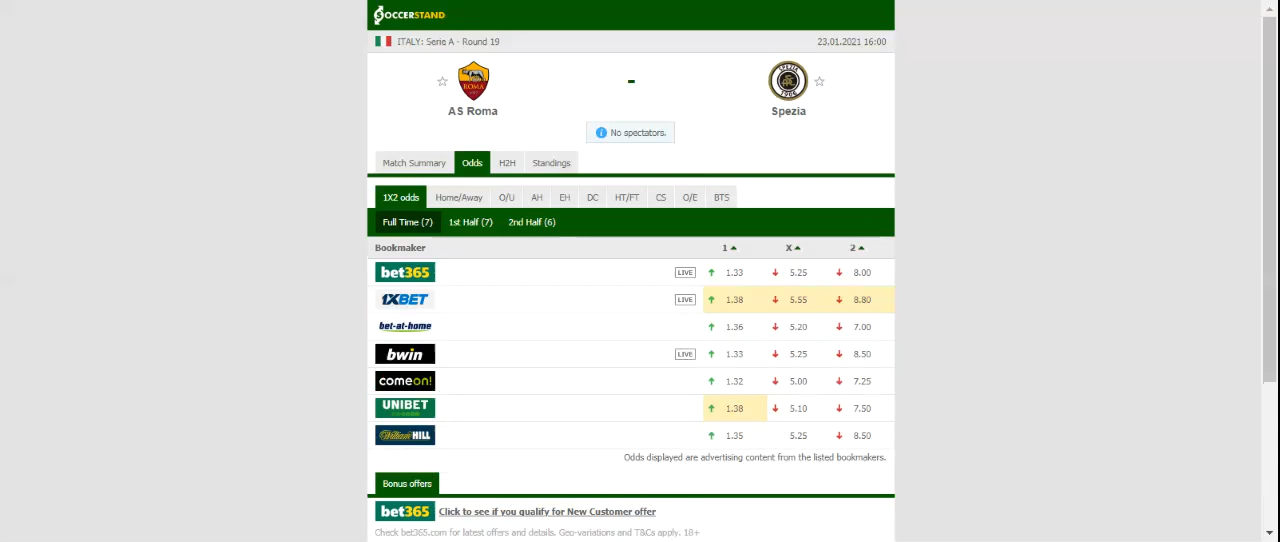 SOCCERSTAND
ITALY: Serie A - Round 19 23.01.2021 16:00
ROMA SPEZIA 1906
-
AS Roma Spezia
i No spectators.
Match Summary Odds H2H Standings
1X2 odds Home/Away O/U AH EH DC HT/FT CS O/E BTS
Full Time (7) 1st Half (7) 2nd Half (6)
Bookmaker 1 X 2
bet365 LIVE 1.33 5.25 8.00
1XBET LIVE 1.38 5.55 8.80
bet-at-home 1.36 5.20 7.00
bwin LIVE 1.33 5.25 8.50
comeon! 1.32 5.00 7.25
UNIBET 1.38 5.10 7.50
William HILL 1.35 5.25 8.50
Odds displayed are advertising content from the listed bookmakers.
Bonus offers
bet365 Click to see if you qualify for New Customer offer
Check bet365.com for latest offers and details. Geo-variations and T&Cs apply. 18+